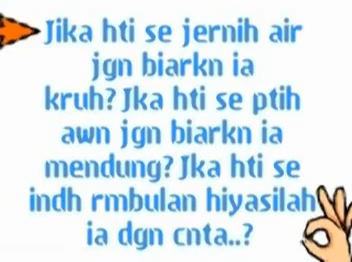 Jika hti se jernih air
jgn biarkn ia
kruh? Jka hti se ptih
awn jgn biarkn ia
mendung? Jka hti se
indh rmbulan hiyasilah
ia dgn cnta..?